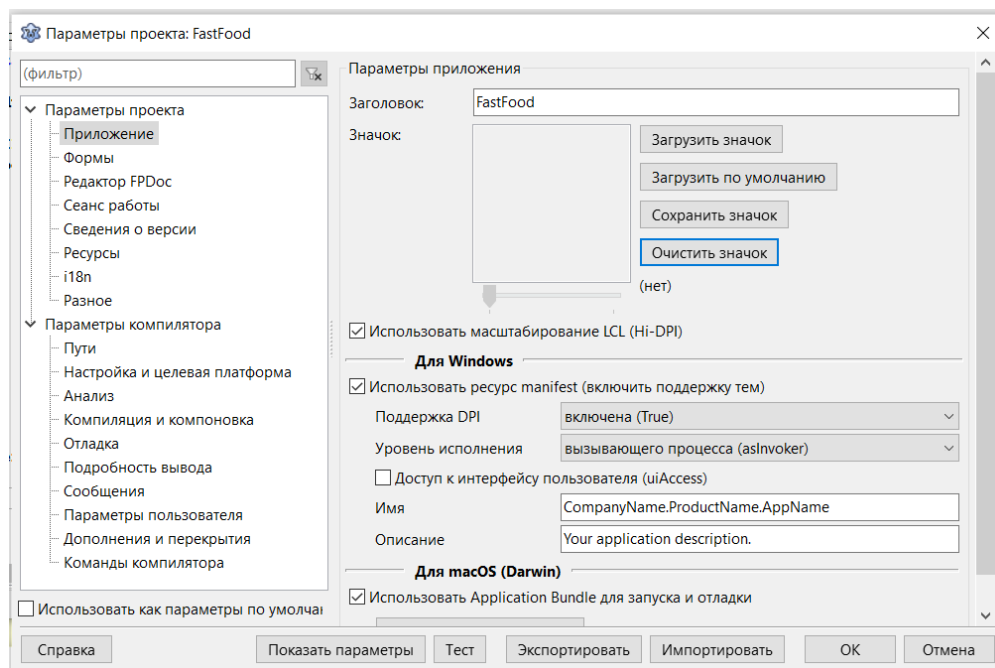 Параметры проекта: FastFood
(фильтр)
Параметры проекта
Приложение
Формы
Редактор FPDoc
Сеанс работы
Сведения о версии
Ресурсы
i18n
Разное
Параметры компилятора
Пути
Настройка и целевая платформа
Анализ
Компиляция и компоновка
Отладка
Подробность вывода
Сообщения
Параметры пользователя
Дополнения и перекрытия
Команды компилятора
Использовать как параметры по умолча
Параметры приложения
Заголовок: FastFood
Значок:
Загрузить значок
Загрузить по умолчанию
Сохранить значок
Очистить значок
(нет)
Использовать масштабирование LCL (Hi-DPI)
Для Windows
Использовать ресурс manifest (включить поддержку тем)
Поддержка DPI включена (True)
Уровень исполнения вызывающего процесса (asInvoker)
Доступ к интерфейсу пользователя (uiAccess)
Имя CompanyName.ProductName.AppName
Описание Your application description.
Для macOS (Darwin)
Использовать Application Bundle для запуска и отладки
Справка Показать параметры Тест Экспортировать Импортировать ОК Отмена